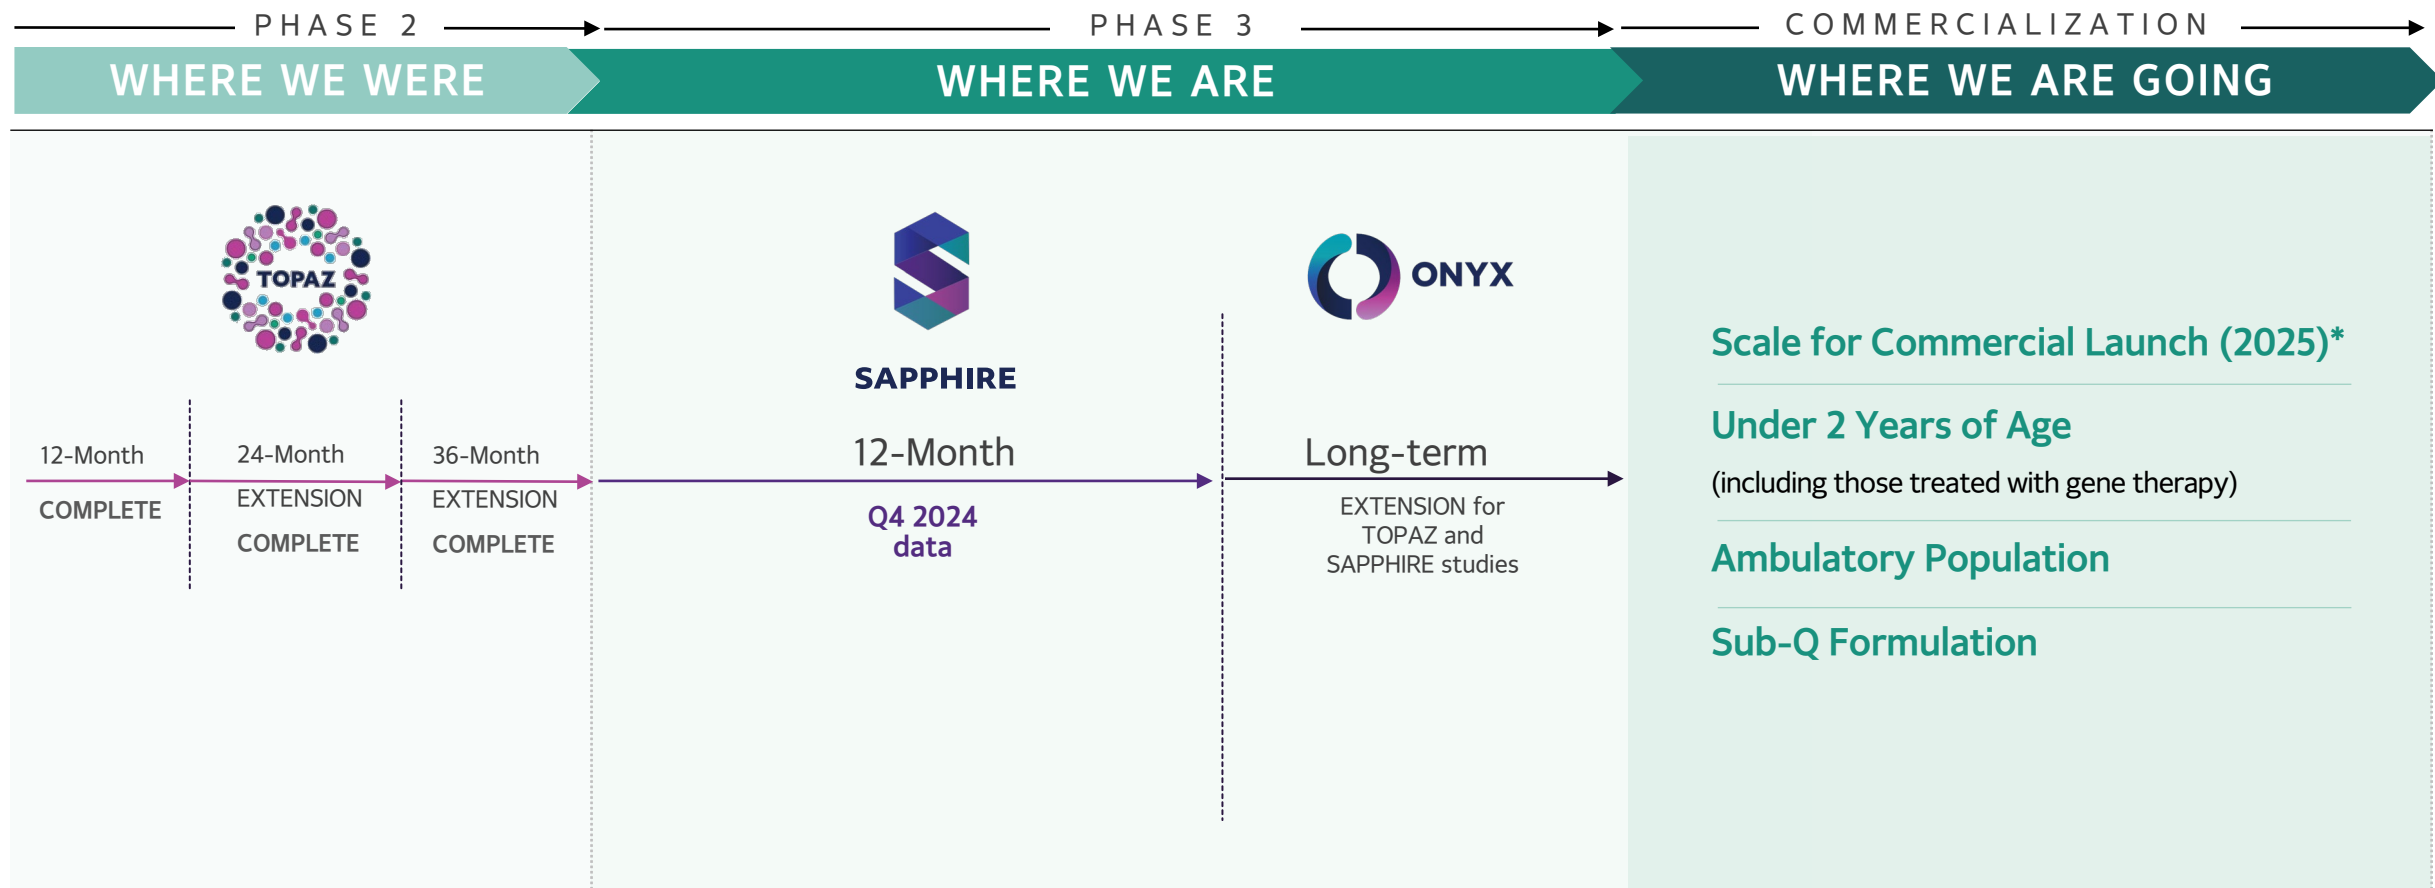 PHASE 2
PHASE 3
COMMERCIALIZATION
WHERE WE WERE
WHERE WE ARE
WHERE WE ARE GOING
TOPAZ
12-Month
COMPLETE
24-Month
EXTENSION
COMPLETE
36-Month
EXTENSION
COMPLETE
SAPPHIRE
12-Month
Q4 2024
data
ONYX
Long-term
EXTENSION for
TOPAZ and
SAPPHIRE studies
Scale for Commercial Launch (2025)*
Under 2 Years of Age
(including those treated with gene therapy)
Ambulatory Population
Sub-Q Formulation